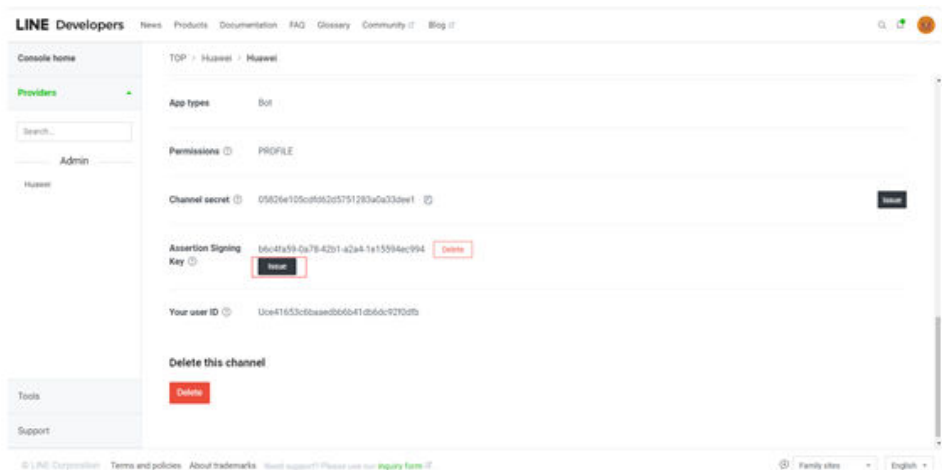 LINE Developers News Products Documentation FAQ Glossary Community Blog
Console home
TOP / Huawei / Huawei
Providers
App types Bot
Search...
Permissions PROFILE
Admin
Huawei
Channel secret 05826e105cdfd62d5751283a0a33dee1 Issue
Assertion Signing Key b6c4fa59-0a78-42b1-a2a4-1e15594ec994 Delete
Issue
Your user ID Uce41653c6baaedbb6b41db6dc92f0dfb
Delete this channel
Delete
Tools
Support
© LINE Corporation Terms and policies About trademarks Need support? Please use our inquiry form Family sites English